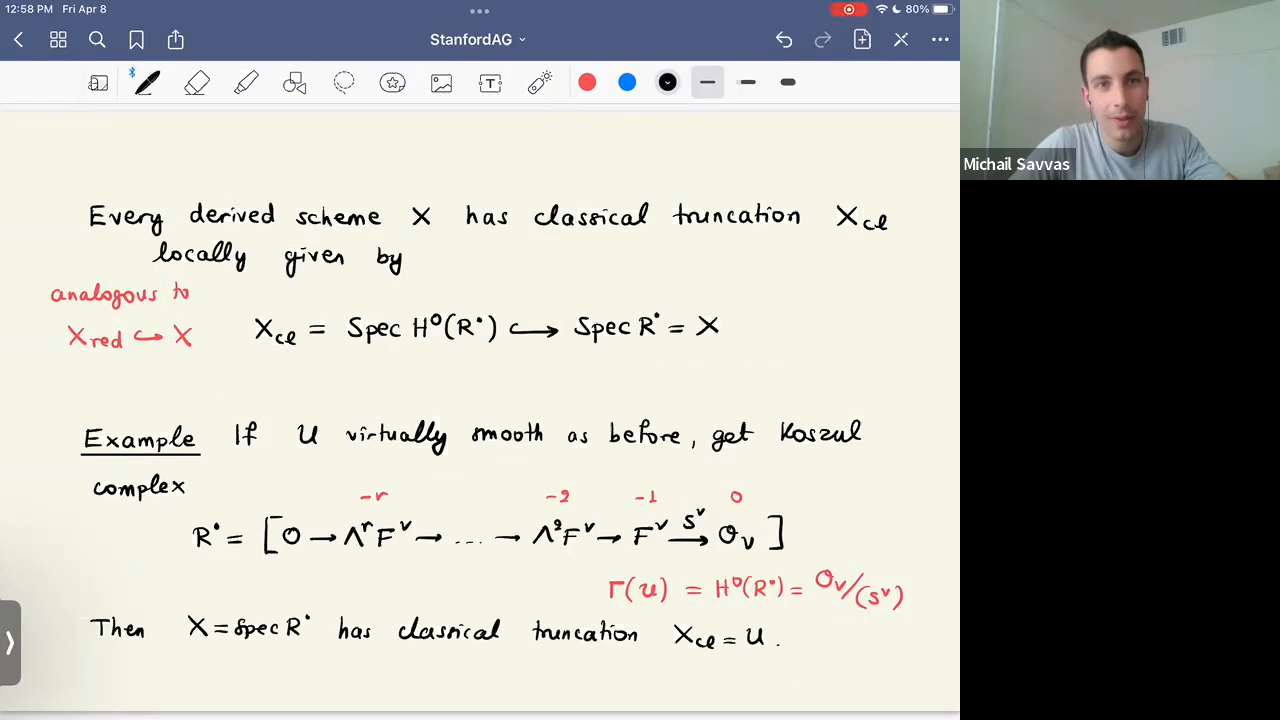 12:58 PM Fri Apr 8
80%
StanfordAG
Michail Savvas
Every derived scheme X has classical truncation X_cl
locally given by
analogous to
X_red ↪ X
X_cl = Spec H⁰(R˙) ↪ Spec R˙ = X
Example If U virtually smooth as before, get Koszul
complex
-r -2 -1 0
R˙ = [ 0 → Λ^r F^v → .... → Λ² F^v → F^v →^{s^v} O_V ]
Γ(U) = H⁰(R˙) = O_V/(s^v)
Then X = Spec R˙ has classical truncation X_cl = U.